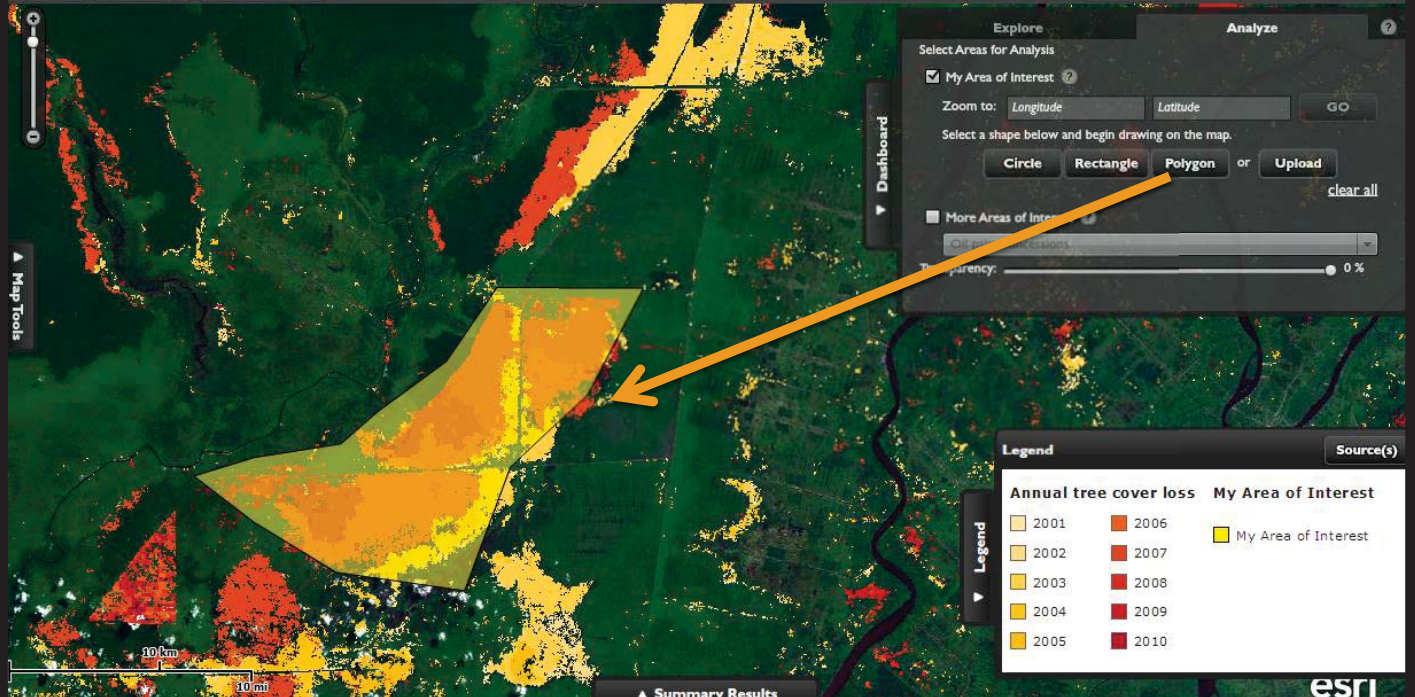 Explore Analyze ?
Select Areas for Analysis
My Area of Interest ?
Zoom to: Longitude Latitude GO
Select a shape below and begin drawing on the map.
Circle Rectangle Polygon or Upload
clear all
More Areas of
Transparency: 0 %
Dashboard
Map Tools
Legend Source(s)
Legend
Annual tree cover loss My Area of Interest
2001 2006
My Area of Interest
2002 2007
2003 2008
2004 2009
2005 2010
10 km
10 mi
Summary Results
esri